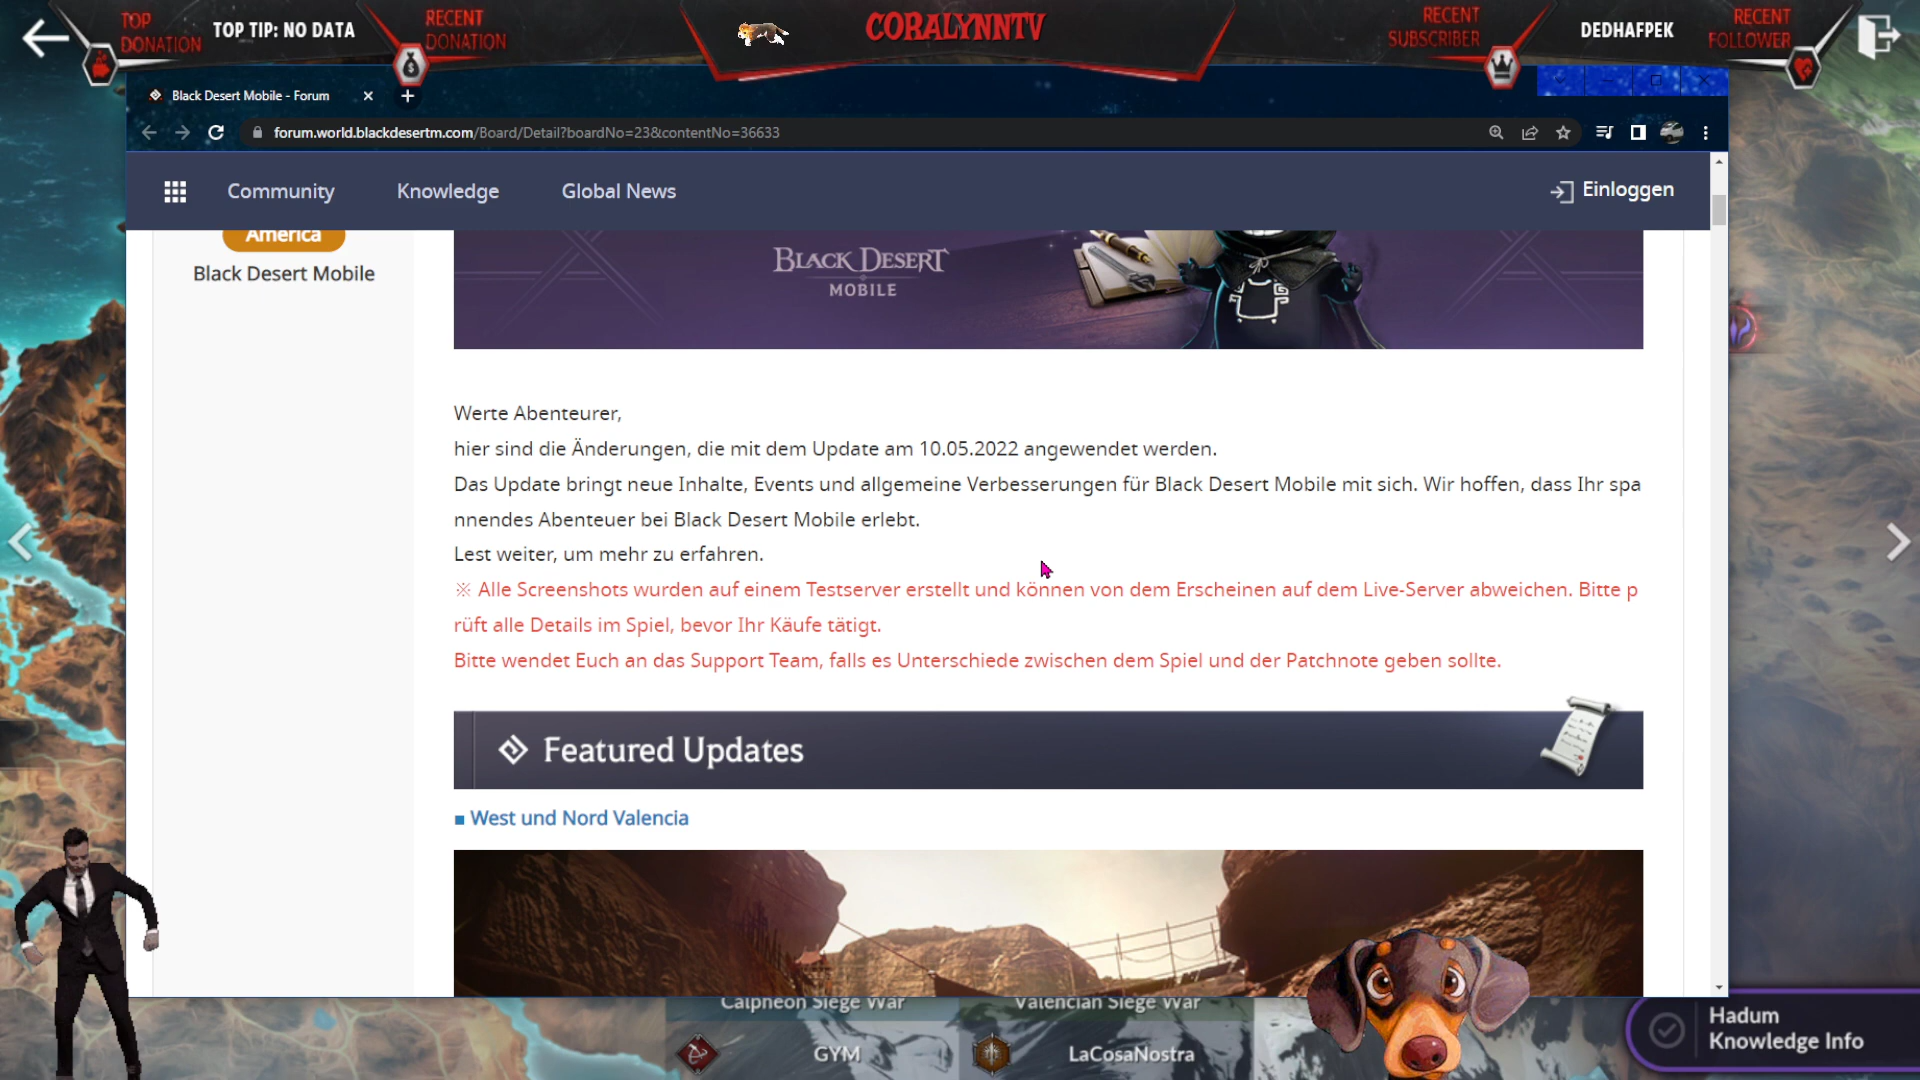 TOP
DONATION
TOP TIP: NO DATA
RECENT
DONATION
CORALYNNTV
RECENT
SUBSCRIBER
DEDHAFPEK
RECENT
FOLLOWER
Black Desert Mobile - Forum
forum.world.blackdesertm.com/Board/Detail?boardNo=23&contentNo=36633
Community
Knowledge
Global News
Einloggen
America
Black Desert Mobile
BLACK DESERT
MOBILE
Werte Abenteurer,
hier sind die Änderungen, die mit dem Update am 10.05.2022 angewendet werden.
Das Update bringt neue Inhalte, Events und allgemeine Verbesserungen für Black Desert Mobile mit sich. Wir hoffen, dass Ihr spa
nnendes Abenteuer bei Black Desert Mobile erlebt.
Lest weiter, um mehr zu erfahren.
※ Alle Screenshots wurden auf einem Testserver erstellt und können von dem Erscheinen auf dem Live-Server abweichen. Bitte p
rüft alle Details im Spiel, bevor Ihr Käufe tätigt.
Bitte wendet Euch an das Support Team, falls es Unterschiede zwischen dem Spiel und der Patchnote geben sollte.
Featured Updates
■ West und Nord Valencia
Calpheon Siege War
Valencian Siege War
GYM
LaCosaNostra
Hadum
Knowledge Info